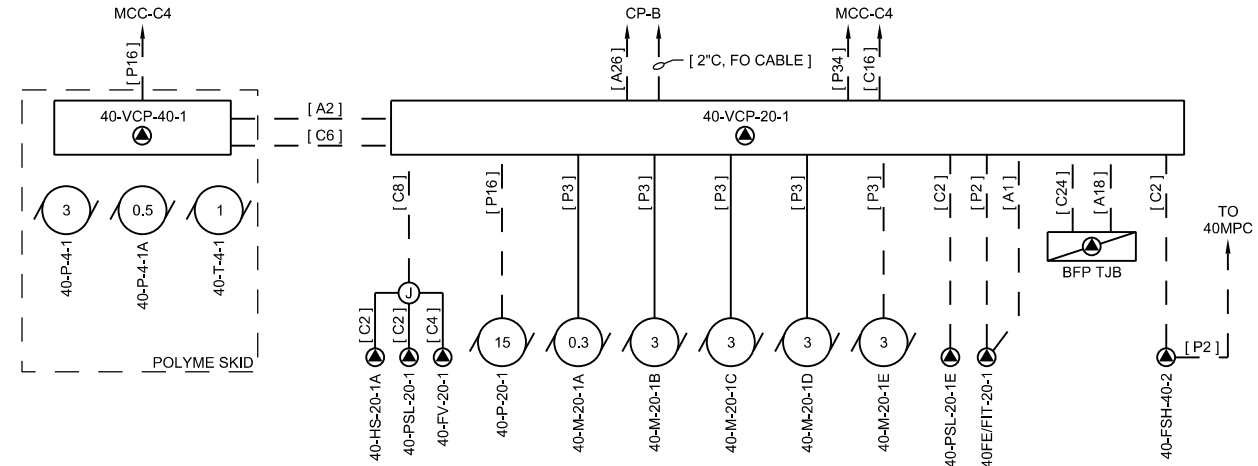 MCC-C4
CP-B
MCC-C4
[ P16 ]
[ A26 ]
[ 2"C, FO CABLE ]
[ P34 ]
[ C16 ]
40-VCP-40-1
[ A2 ]
[ C6 ]
40-VCP-20-1
[ C8 ]
[ P16 ]
[ P3 ]
[ P3 ]
[ P3 ]
[ P3 ]
[ P3 ]
[ C2 ]
[ P2 ]
[ A1 ]
[ C24 ]
[ A18 ]
[ C2 ]
3
0.5
1
40-P-4-1
40-P-4-1A
40-T-4-1
POLYME SKID
TO
40MPC
BFP TJB
J
[ C2 ]
[ C2 ]
[ C4 ]
15
0.3
3
3
3
3
[ P2 ]
40-HS-20-1A
40-PSL-20-1
40-FV-20-1
40-P-20-1
40-M-20-1A
40-M-20-1B
40-M-20-1C
40-M-20-1D
40-M-20-1E
40-PSL-20-1E
40FE/FIT-20-1
40-FSH-40-2